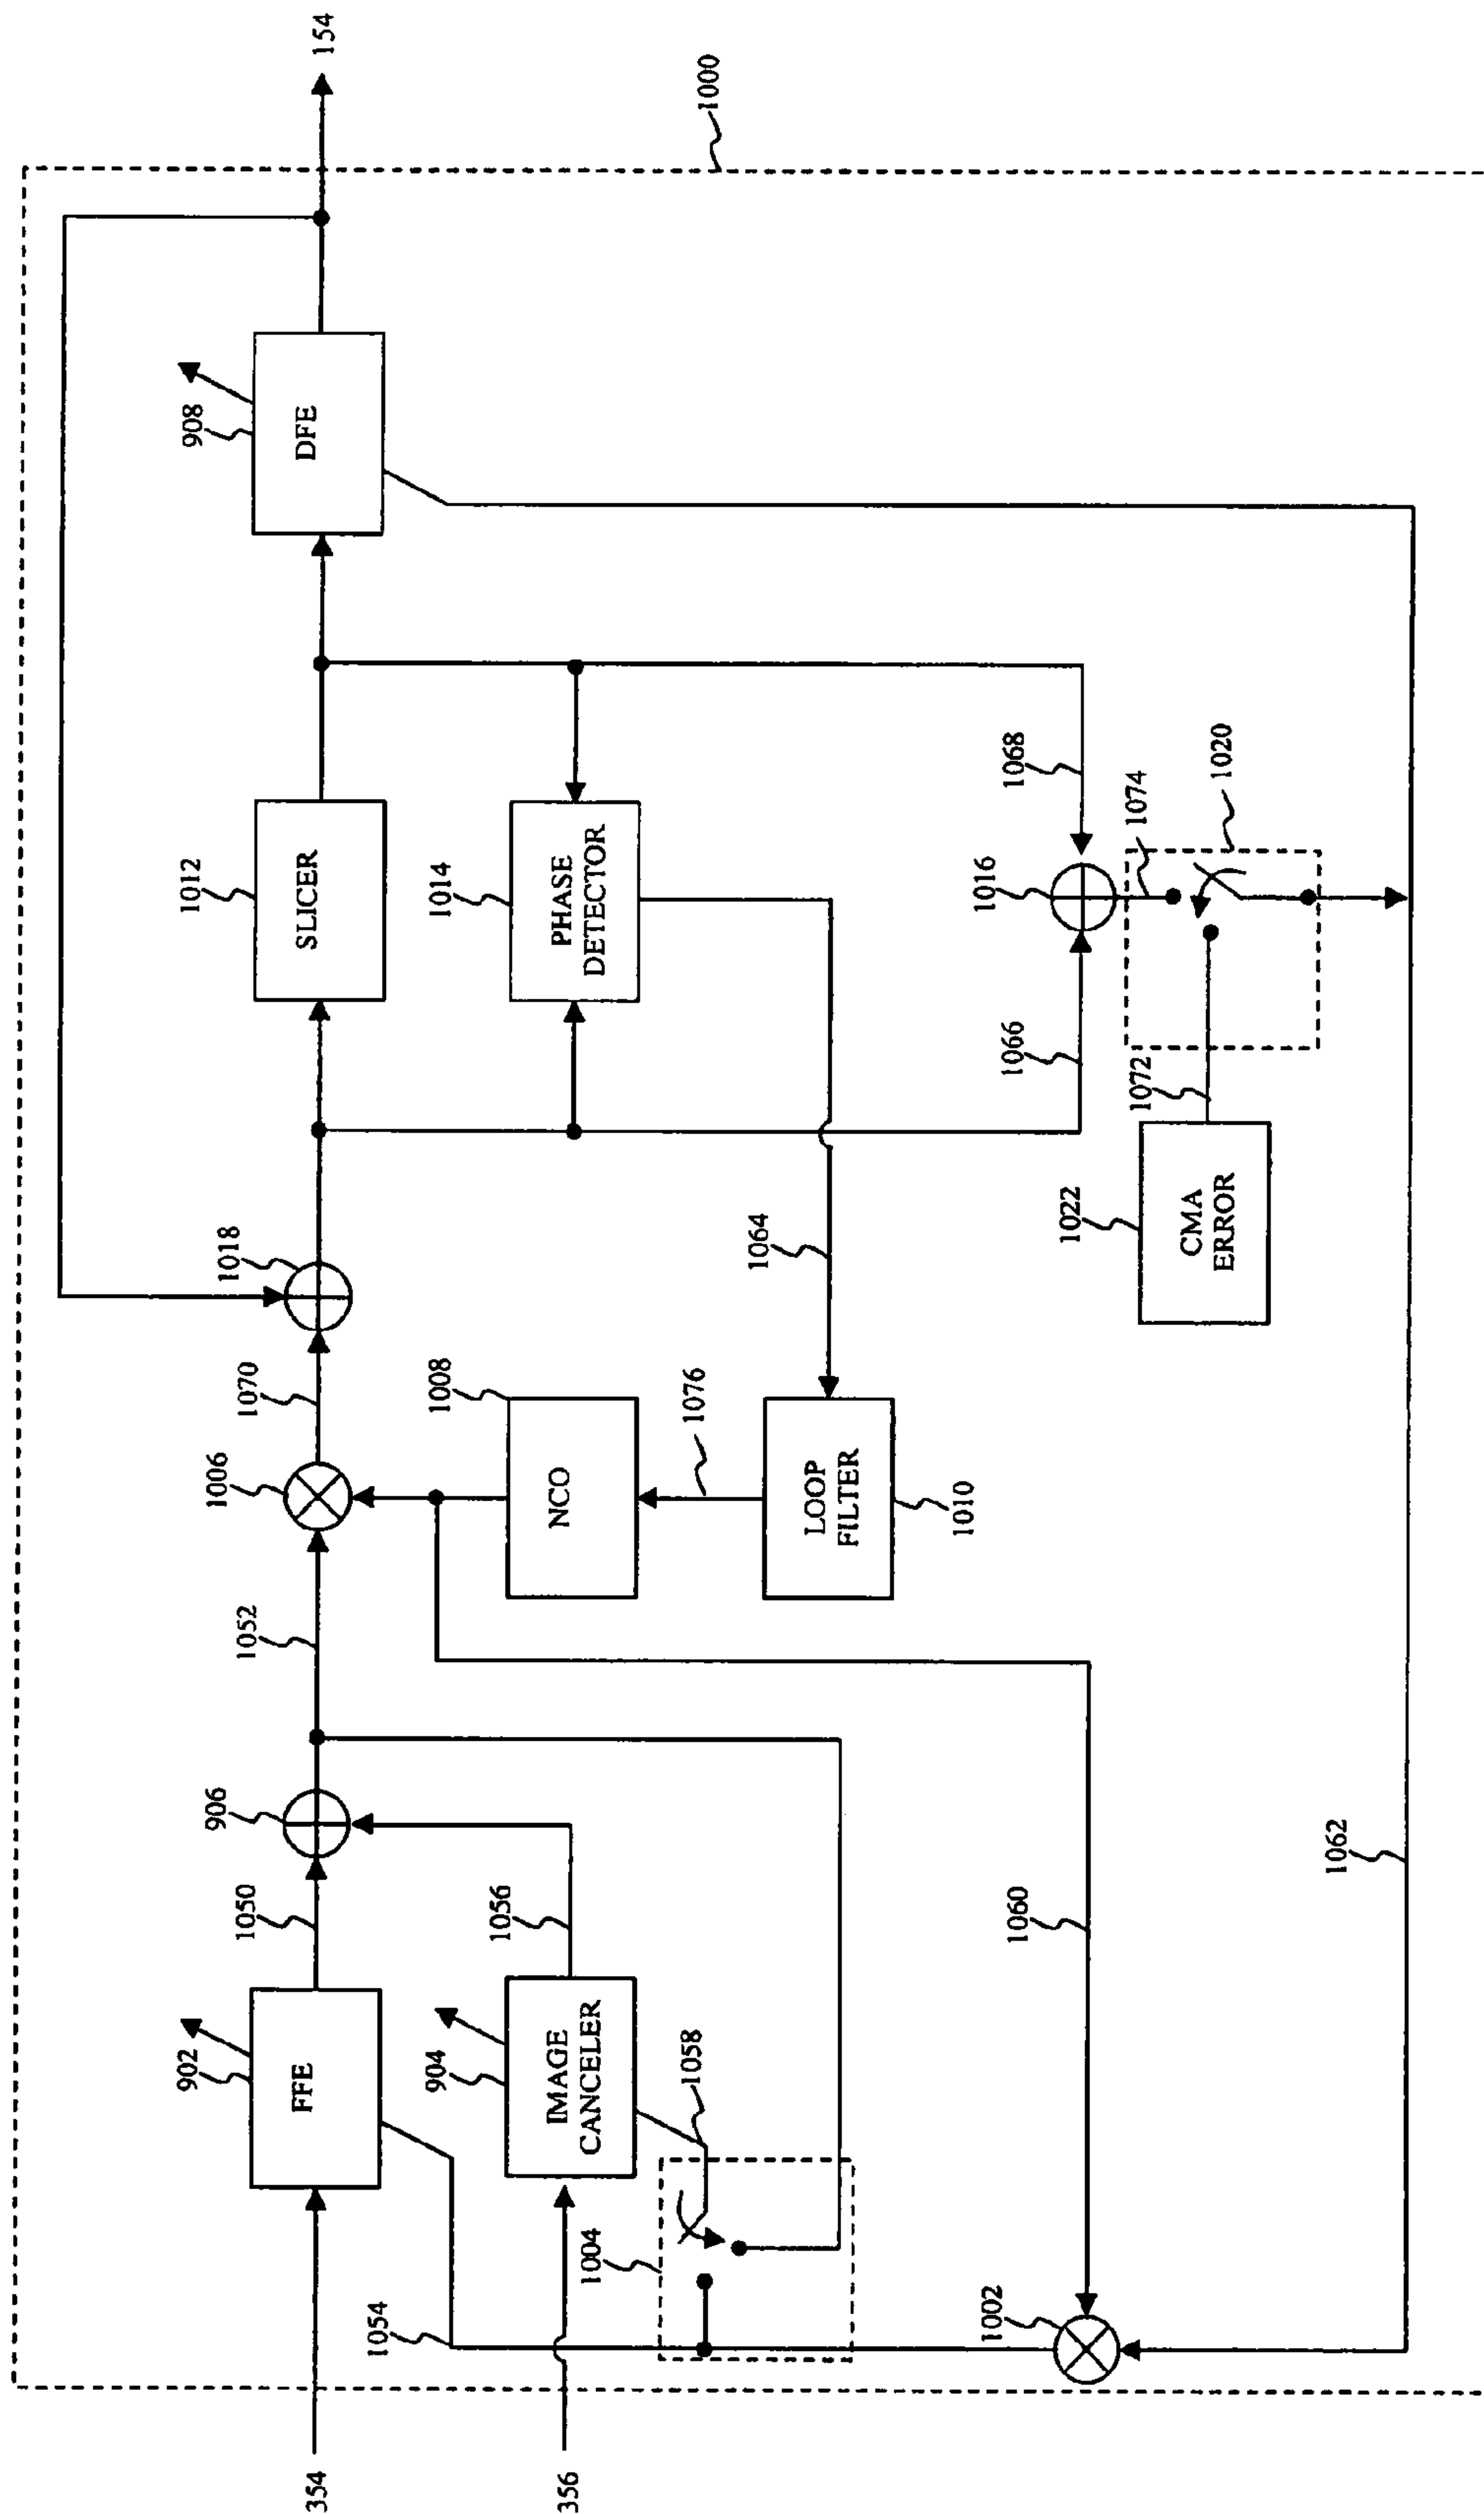 354
356
902
FFE
1050
906
1052
1006
1070
1018
1012
SLICER
908
DFE
154
1000
904
IMAGE
CANCELER
1056
1058
1004
1054
1008
NCO
1076
LOOP
FILTER
1010
1064
1014
PHASE
DETECTOR
1060
1002
1062
1066
1068
1016
1074
1020
1072
1022
CMA
ERROR